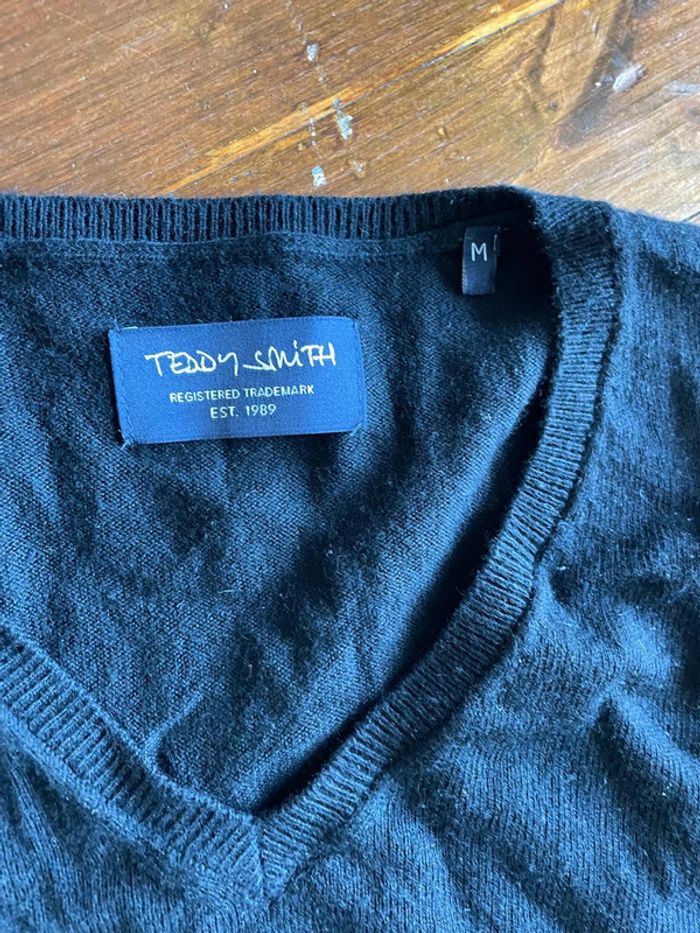 M
TEDDY SMITH
REGISTERED TRADEMARK
EST. 1989